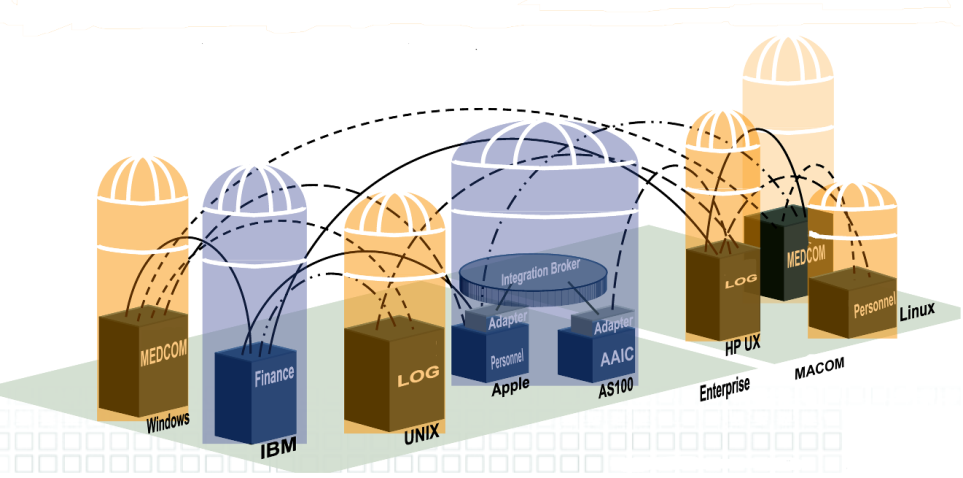 Integration Broker
MEDCOM
Finance
LOG
Adapter
Personnel
Adapter
AAIC
LOG
MEDCOM
Personnel
Windows
IBM
UNIX
Apple
AS100
Enterprise
HP UX
MACOM
Linux